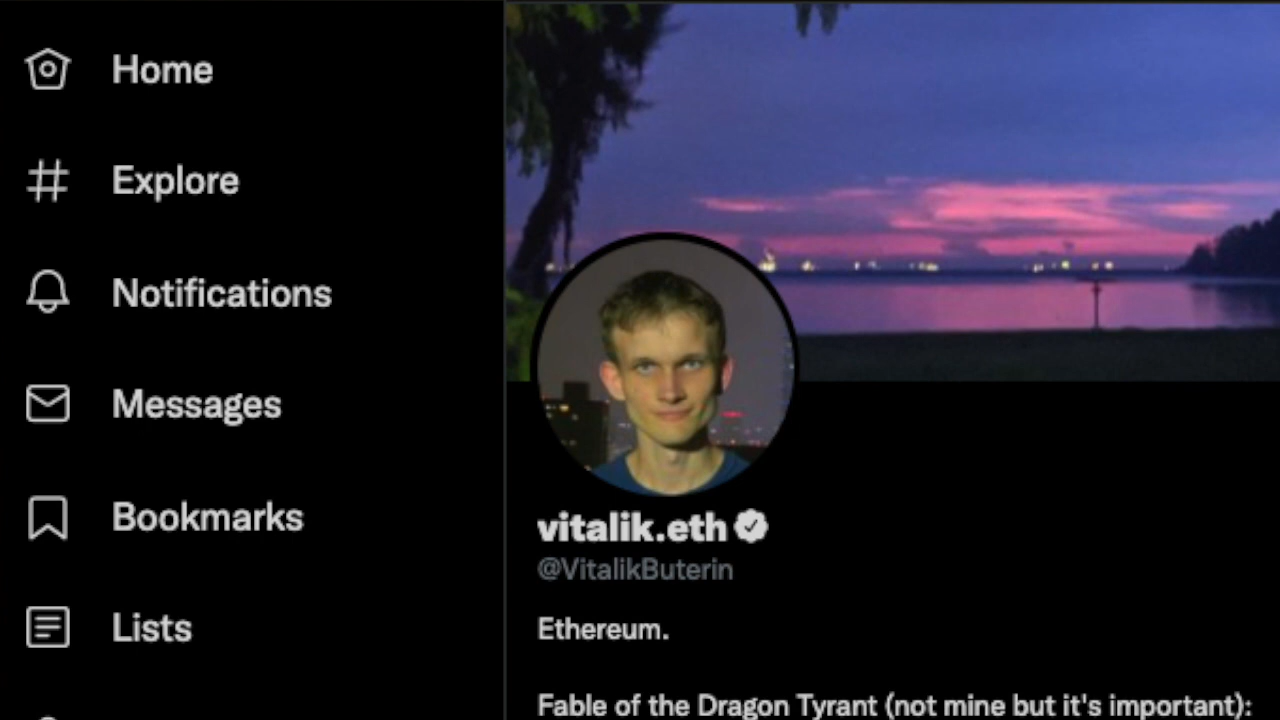 Home
Explore
Notifications
Messages
Bookmarks
Lists
vitalik.eth
@VitalikButerin
Ethereum.
Fable of the Dragon Tyrant (not mine but it's important):